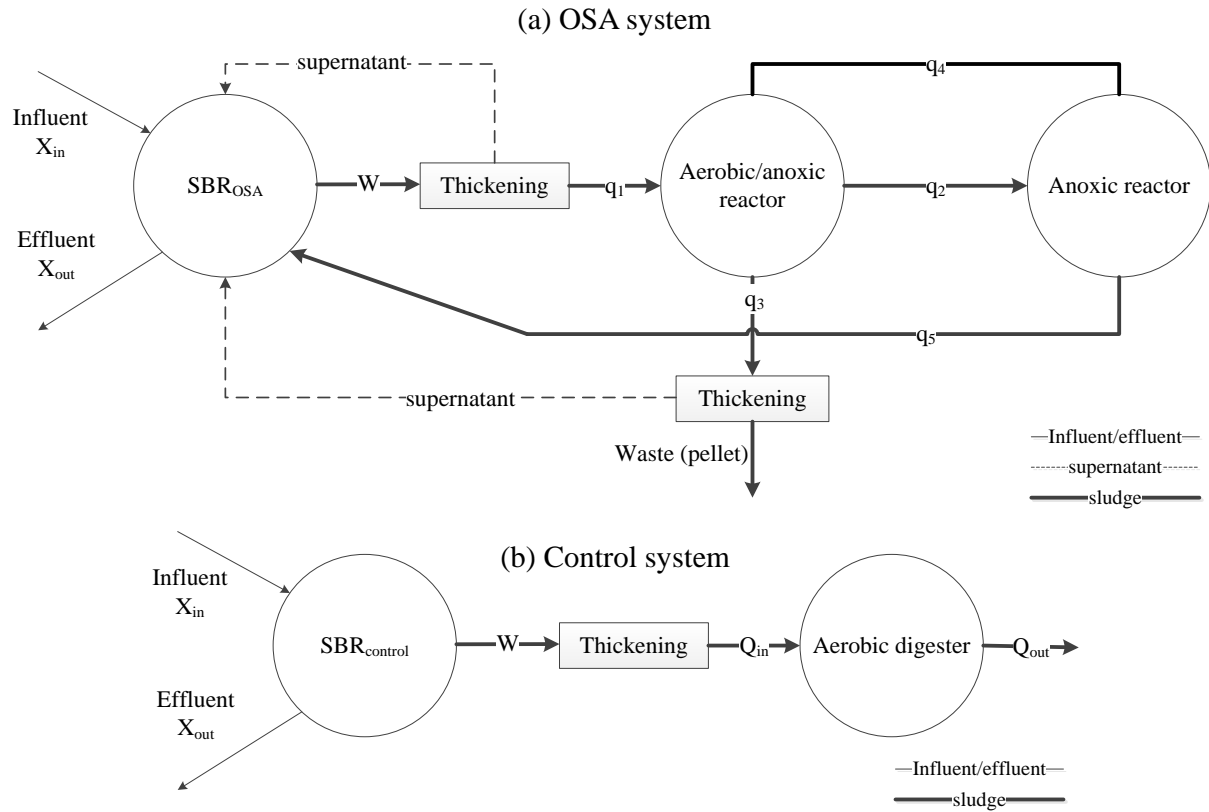 (a) OSA system
supernatant
q4
Influent
Xin
SBROSA
W
Thickening
q1
Aerobic/anoxic
reactor
q2
Anoxic reactor
Effluent
Xout
q3
q5
supernatant
Thickening
Waste (pellet)
Influent/effluent
supernatant
sludge
(b) Control system
Influent
Xin
SBRcontrol
W
Thickening
Qin
Aerobic digester
Qout
Effluent
Xout
Influent/effluent
sludge